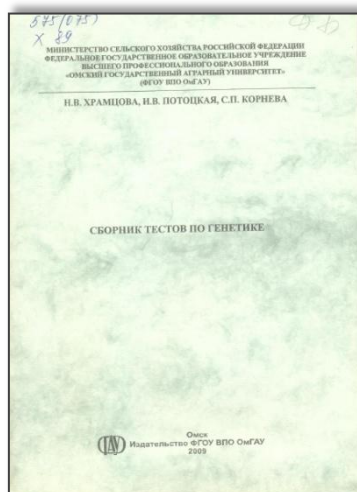 575(075)
Х 89
МИНИСТЕРСТВО СЕЛЬСКОГО ХОЗЯЙСТВА РОССИЙСКОЙ ФЕДЕРАЦИИ
ФЕДЕРАЛЬНОЕ ГОСУДАРСТВЕННОЕ ОБРАЗОВАТЕЛЬНОЕ УЧРЕЖДЕНИЕ
ВЫСШЕГО ПРОФЕССИОНАЛЬНОГО ОБРАЗОВАНИЯ
«ОМСКИЙ ГОСУДАРСТВЕННЫЙ АГРАРНЫЙ УНИВЕРСИТЕТ»
(ФГОУ ВПО ОмГАУ)
Н.В. ХРАМЦОВА, И.В. ПОТОЦКАЯ, С.П. КОРНЕВА
СБОРНИК ТЕСТОВ ПО ГЕНЕТИКЕ
Омск
Издательство ФГОУ ВПО ОмГАУ
2009